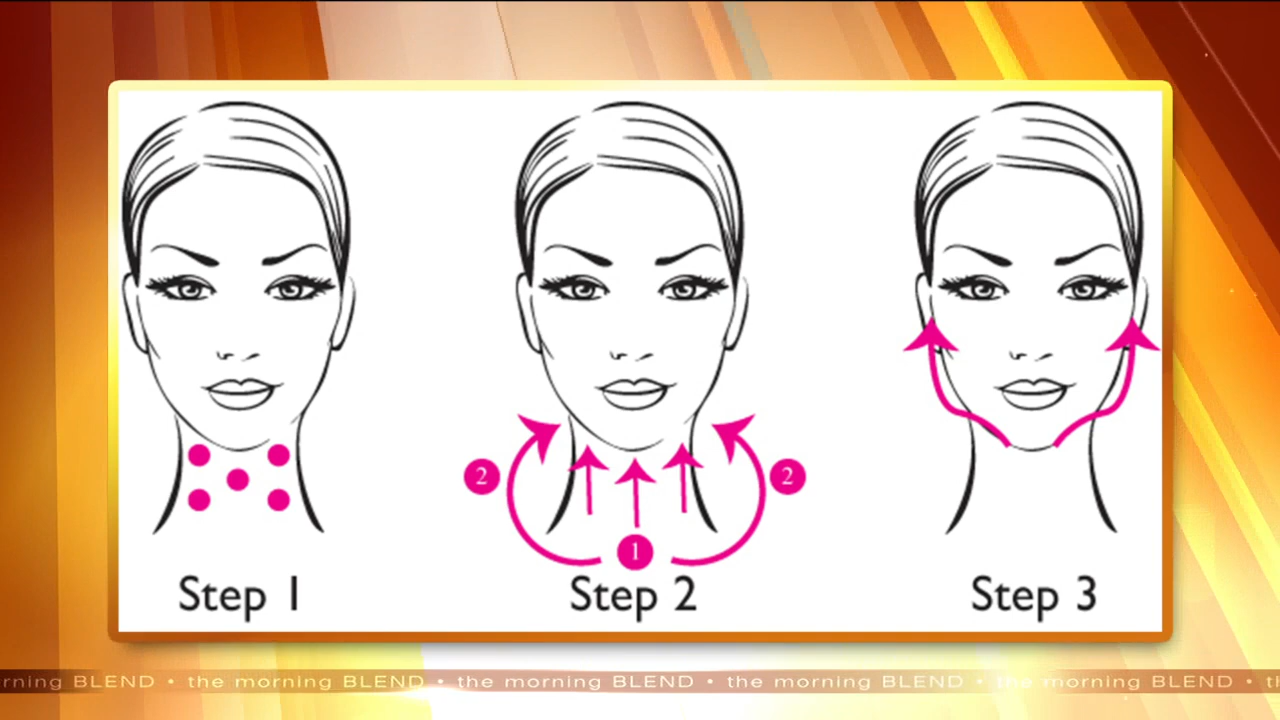 2
2
1
Step 1
Step 2
Step 3
rning BLEND • the morning BLEND • the morning BLEND • the morning BLEND • the morning BLEND • th